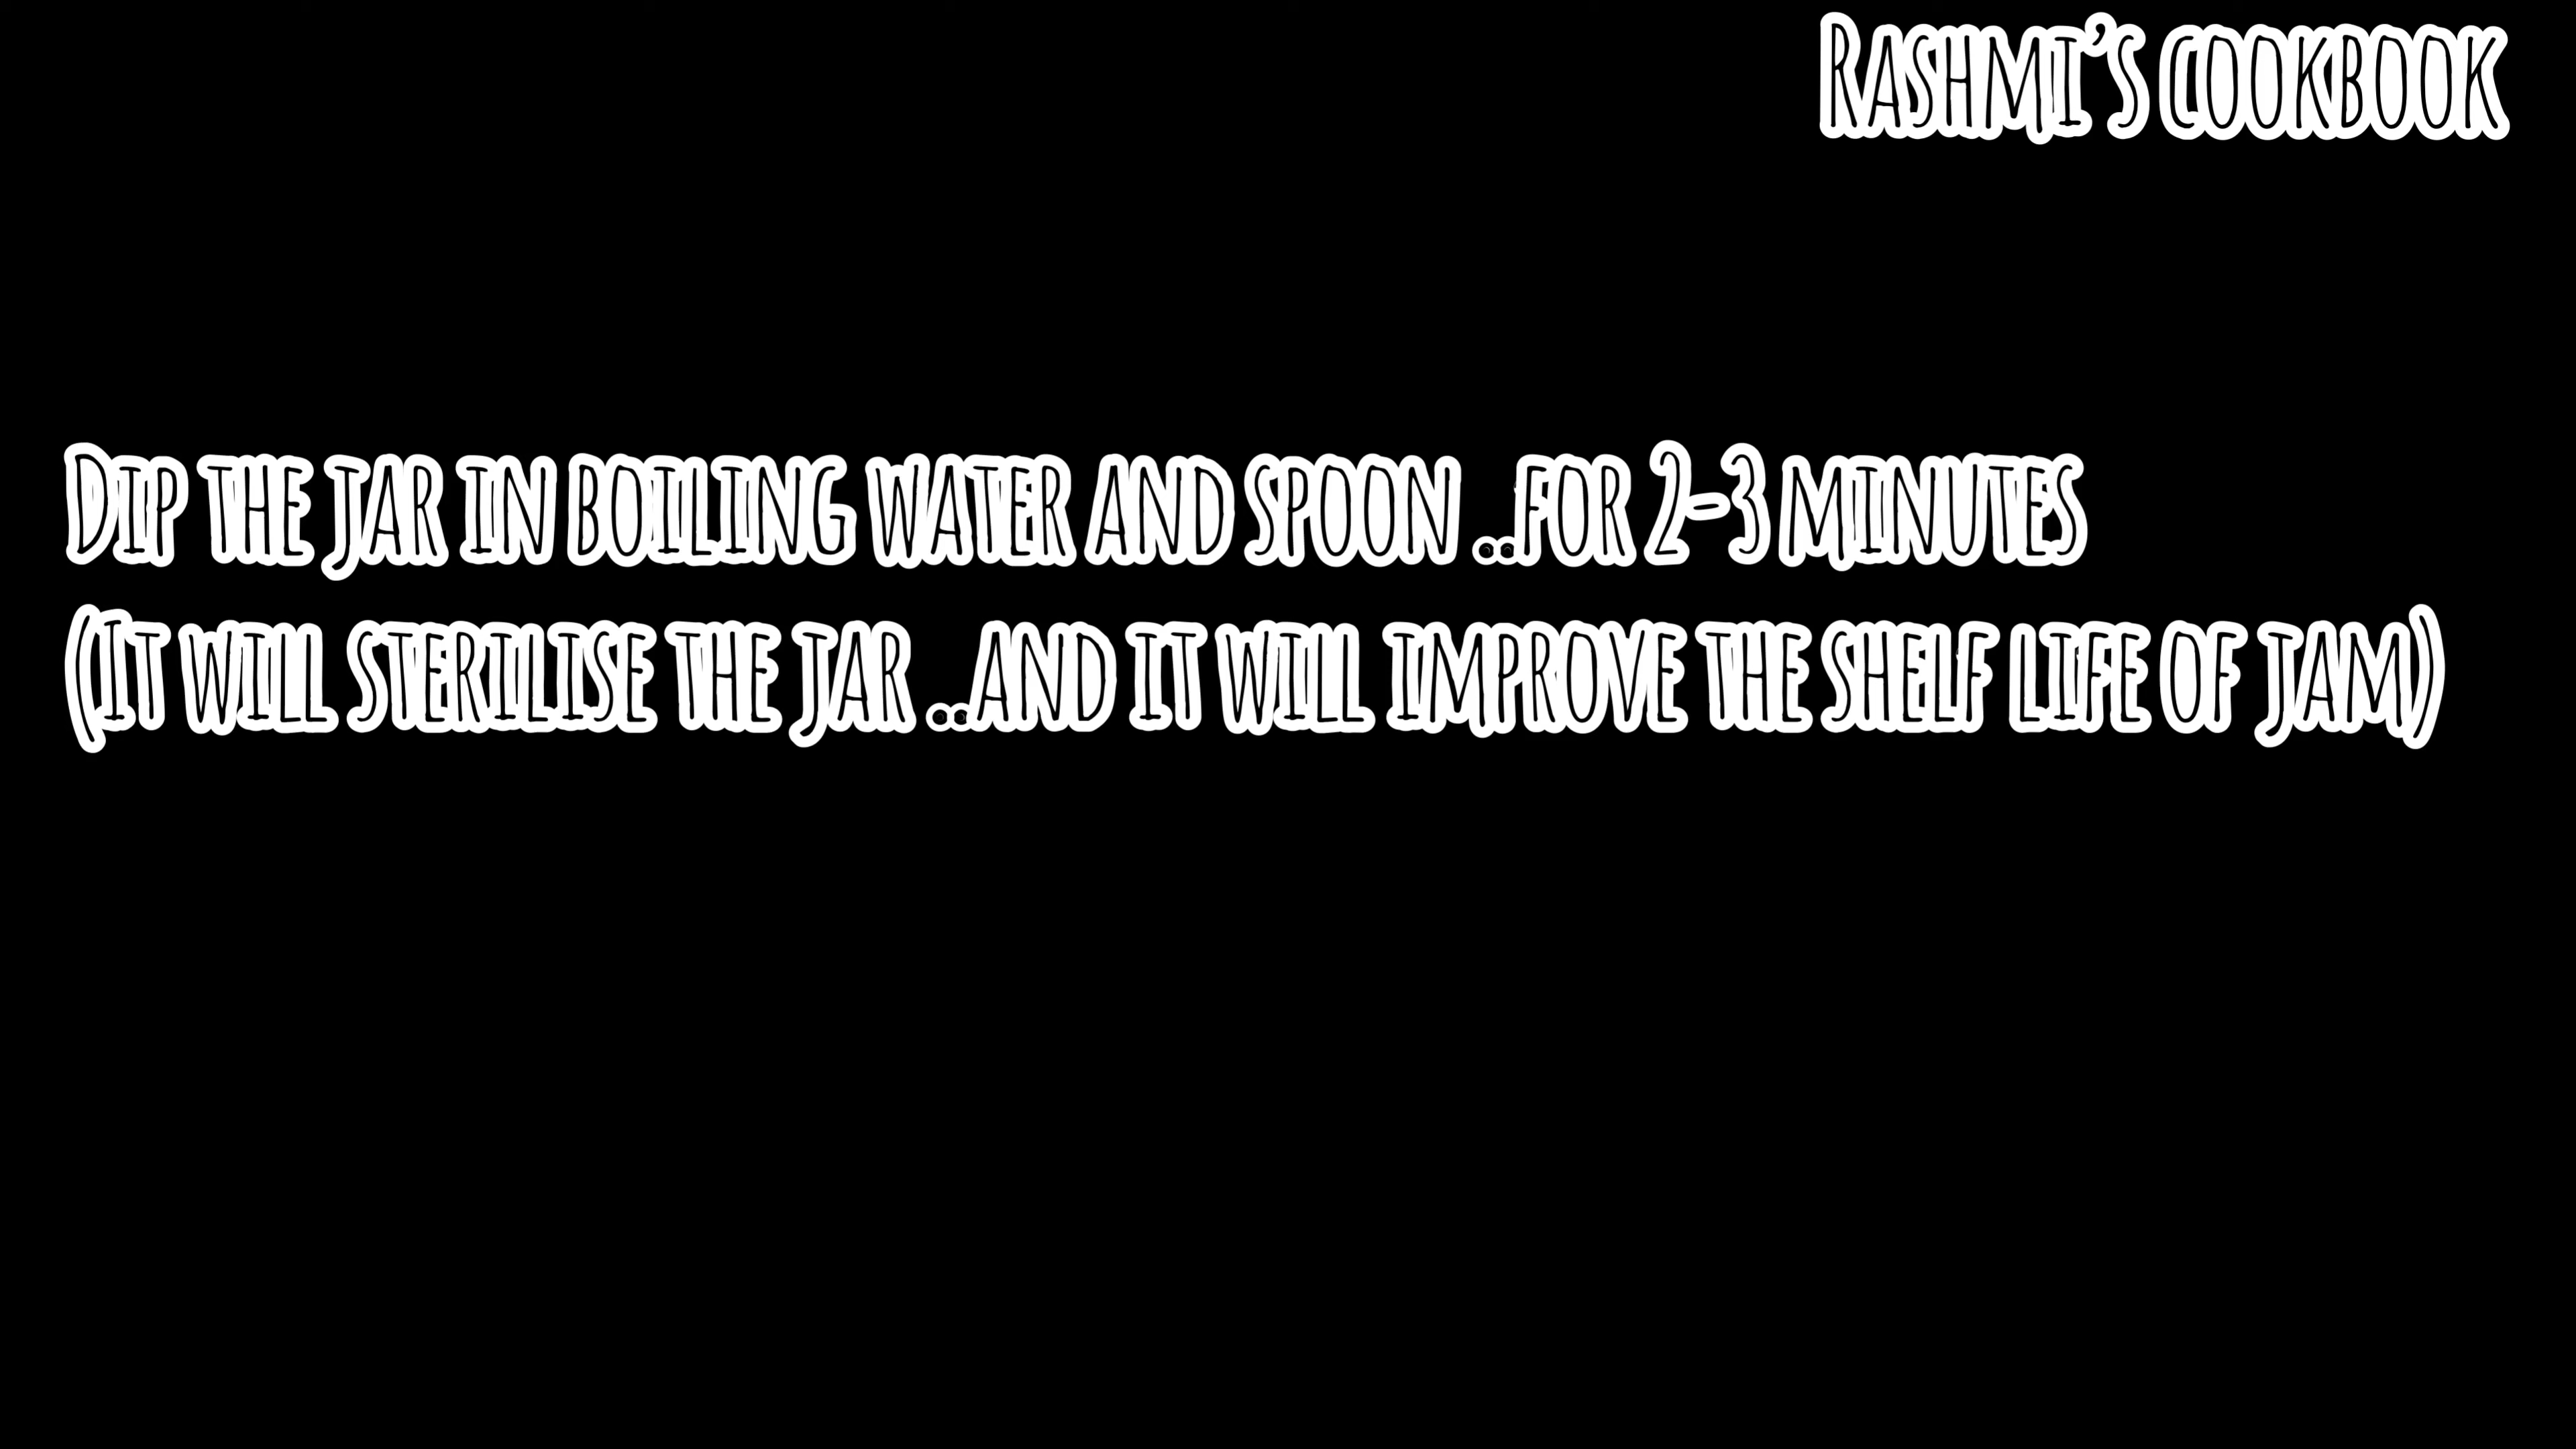 Rashmi's cookbook
Dip the jar in boiling water and spoon ..for 2-3 minutes
(It will sterilise the jar ..and it will improve the shelf life of jam)